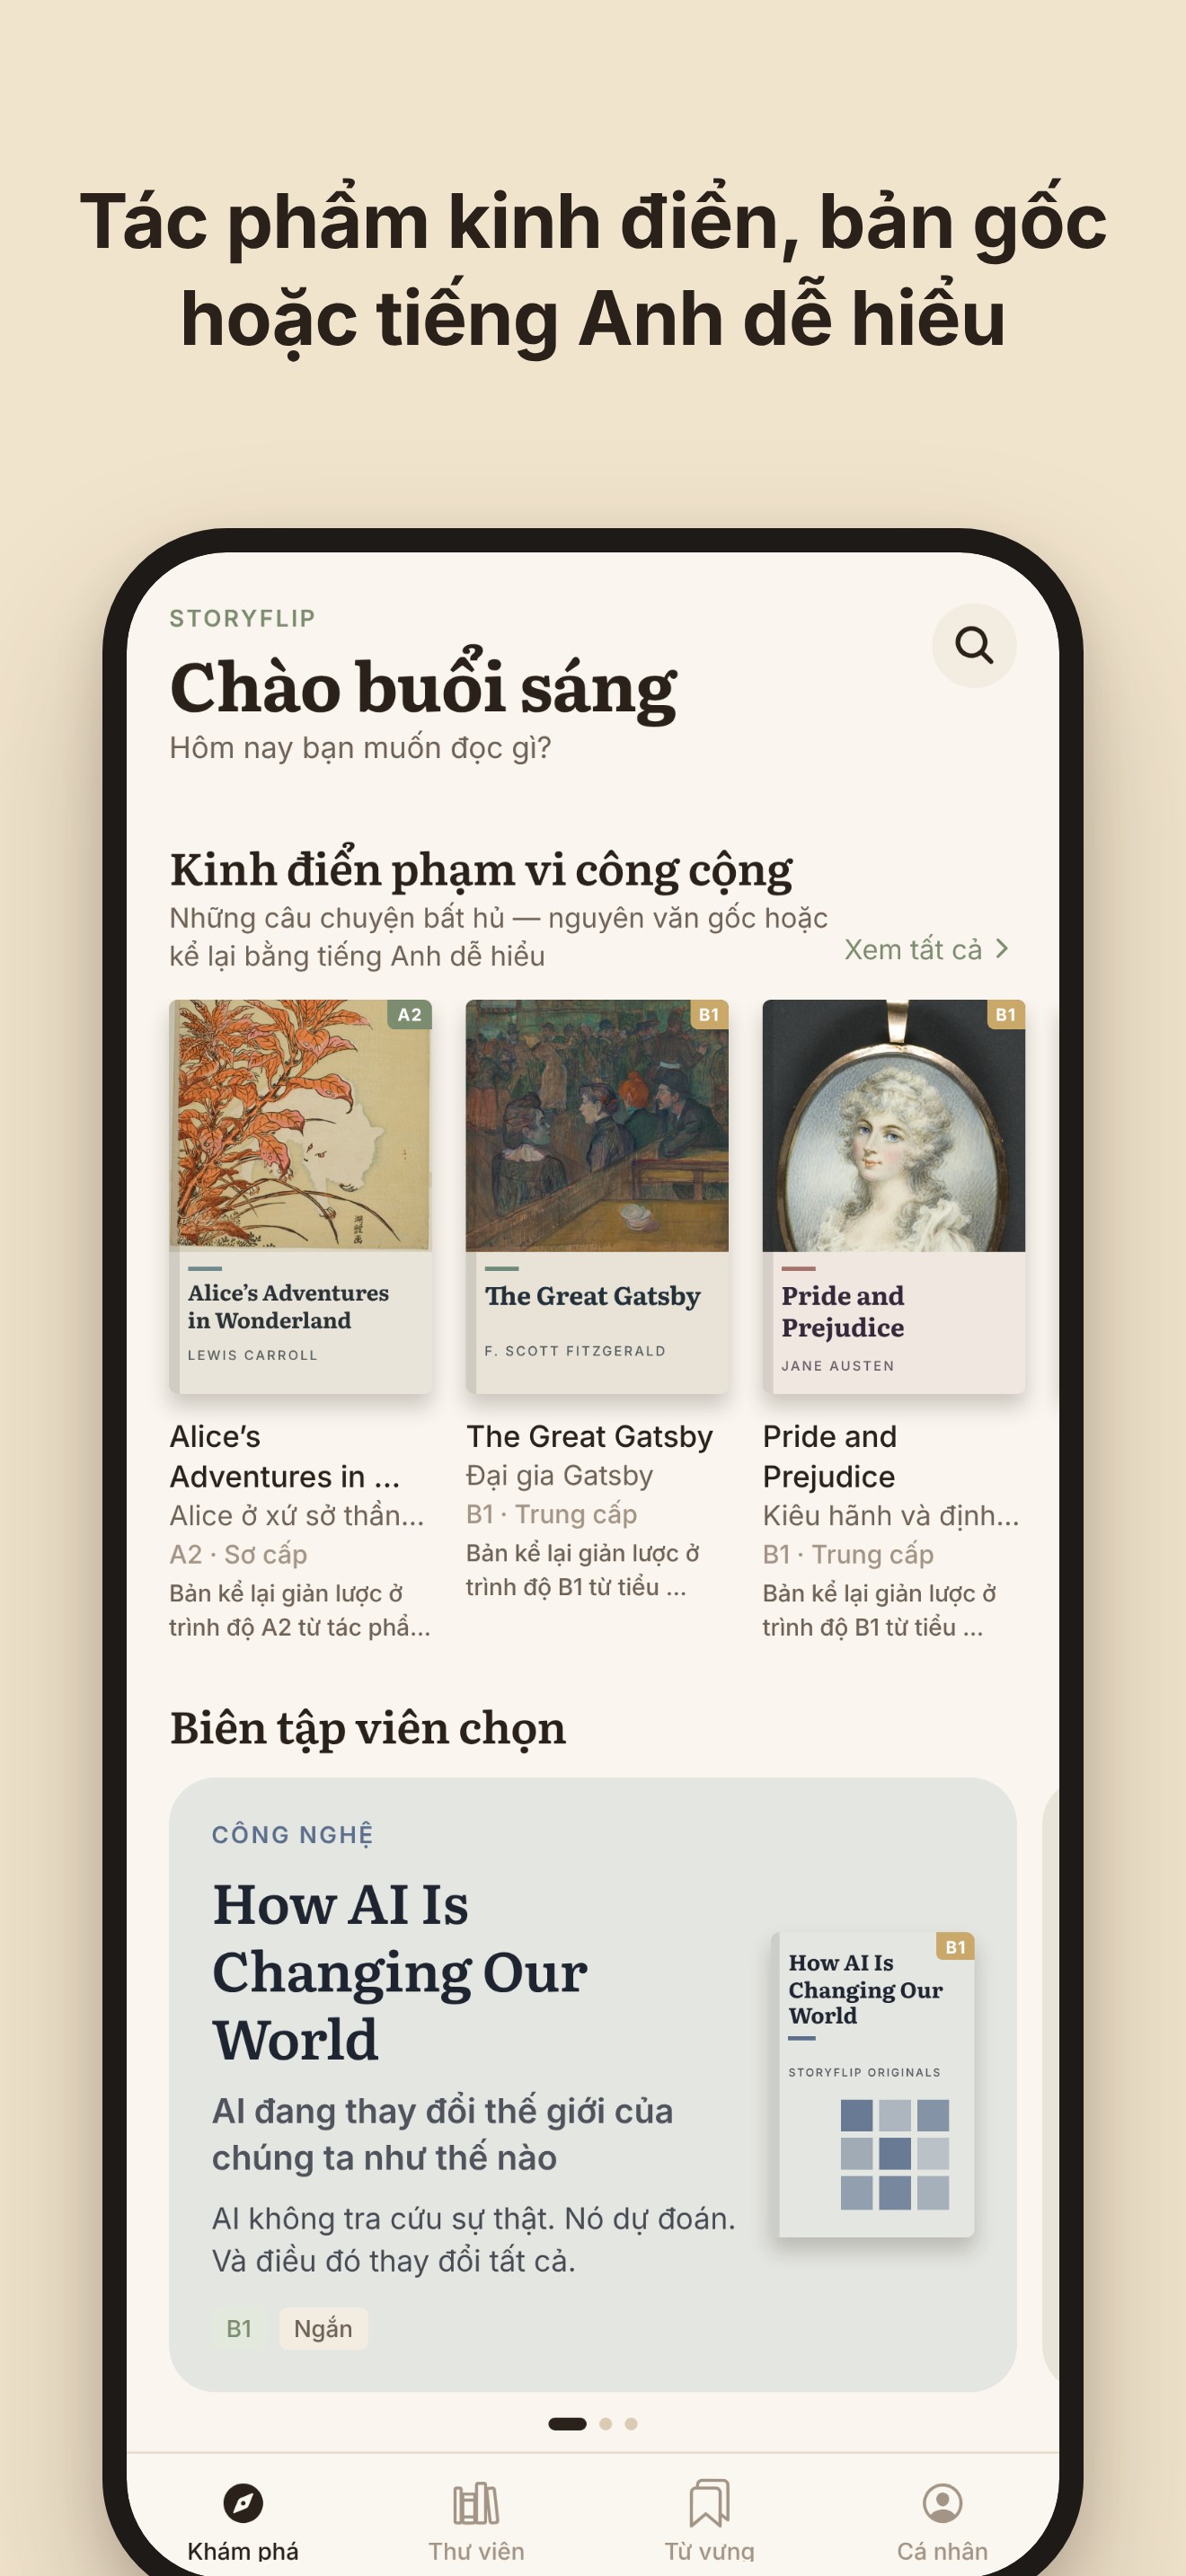 Tác phẩm kinh điển, bản gốc
hoặc tiếng Anh dễ hiểu
STORYFLIP
Chào buổi sáng
Hôm nay bạn muốn đọc gì?
Kinh điển phạm vi công cộng
Những câu chuyện bất hủ — nguyên văn gốc hoặc
kể lại bằng tiếng Anh dễ hiểu
Xem tất cả
A2
Alice's Adventures
in Wonderland
LEWIS CARROLL
B1
The Great Gatsby
F. SCOTT FITZGERALD
B1
Pride and
Prejudice
JANE AUSTEN
Alice's
Adventures in ...
Alice ở xứ sở thần...
A2 · Sơ cấp
Bản kể lại giản lược ở
trình độ A2 từ tác phẩ...
The Great Gatsby
Đại gia Gatsby
B1 · Trung cấp
Bản kể lại giản lược ở
trình độ B1 từ tiểu ...
Pride and
Prejudice
Kiêu hãnh và định...
B1 · Trung cấp
Bản kể lại giản lược ở
trình độ B1 từ tiểu ...
Biên tập viên chọn
CÔNG NGHỆ
How AI Is
Changing Our
World
AI đang thay đổi thế giới của
chúng ta như thế nào
AI không tra cứu sự thật. Nó dự đoán.
Và điều đó thay đổi tất cả.
B1
Ngắn
B1
How AI Is
Changing Our
World
STORYFLIP ORIGINALS
Khám phá
Thư viện
Từ vựng
Cá nhân